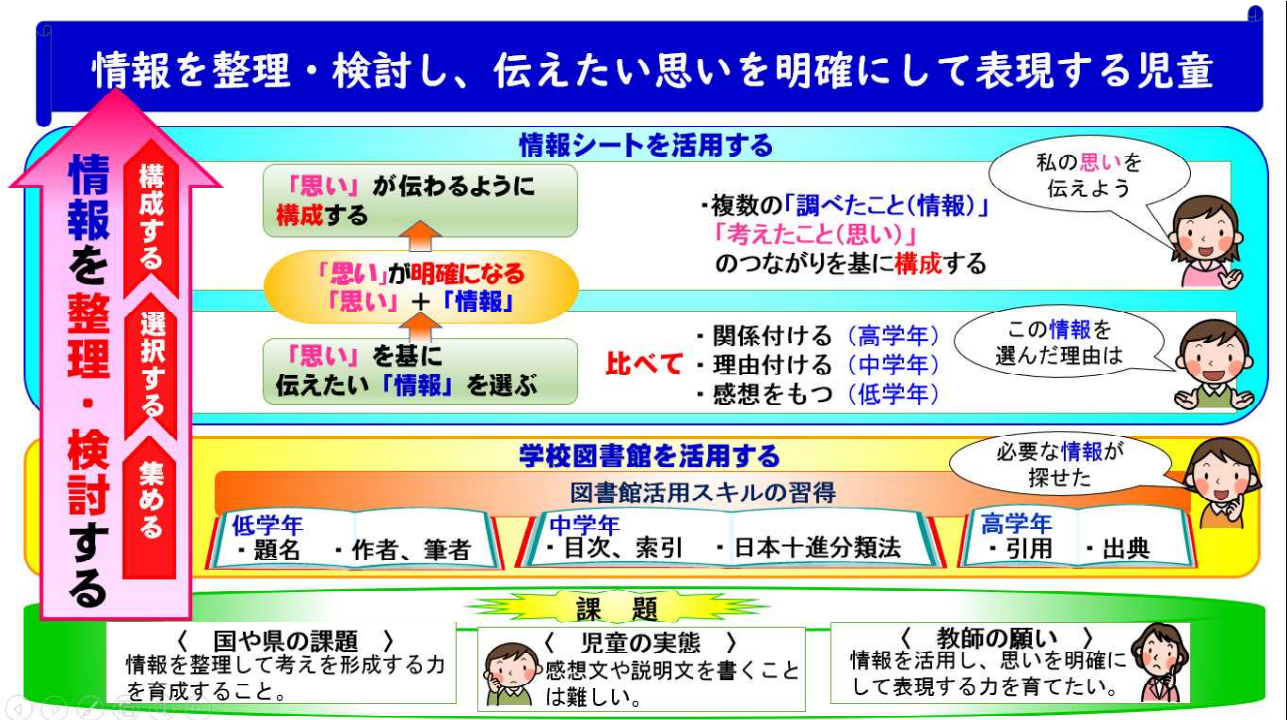 情報を整理・検討し、伝えたい思いを明確にして表現する児童
情報を整理・検討する
構成する
選択する
集める
情報シートを活用する
「思い」が伝わるように
構成する
「思い」が明確になる
「思い」＋「情報」
「思い」を基に
伝えたい「情報」を選ぶ
・複数の「調べたこと（情報）」
「考えたこと（思い）」
のつながりを基に構成する
私の思いを
伝えよう
比べて
・関係付ける（高学年）
・理由付ける（中学年）
・感想をもつ（低学年）
この情報を
選んだ理由は
学校図書館を活用する
必要な情報が
探せた
図書館活用スキルの習得
低学年
・題名　・作者、筆者
中学年
・目次、索引　・日本十進分類法
高学年
・引用　・出典
課　題
〈　国や県の課題　〉
情報を整理して考えを形成する力
を育成すること。
〈　児童の実態　〉
感想文や説明文を書くこと
は難しい。
〈　教師の願い　〉
情報を活用し、思いを明確に
して表現する力を育てたい。